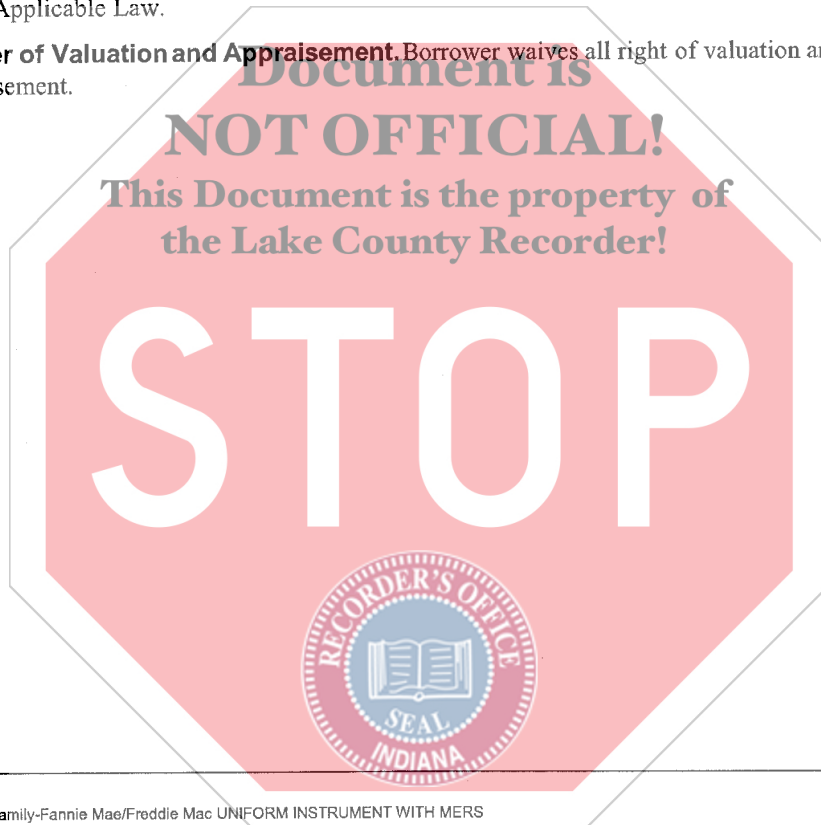 Applicable Law.
er of Valuation and Appraisement. Borrower waives all right of valuation a
sement.
Document is
NOT OFFICIAL!
This Document is the property of
the Lake County Recorder!
STOP
RECORDER'S OFFICE
SEAL
INDIANA
amily-Fannie Mae/Freddie Mac UNIFORM INSTRUMENT WITH MERS